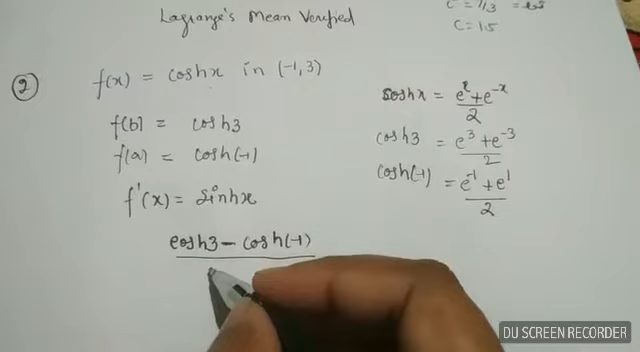 Lagrange's Mean Verified
C = 1.5
② f(x) = coshx in (-1, 3)
f(b) = cosh3
f(a) = cosh(-1)
f'(x) = sinhx
cosh3 - cosh(-1)
coshx = e^x + e^-x / 2
cosh3 = e^3 + e^-3 / 2
cosh(-1) = e^-1 + e^1 / 2
DU SCREEN RECORDER